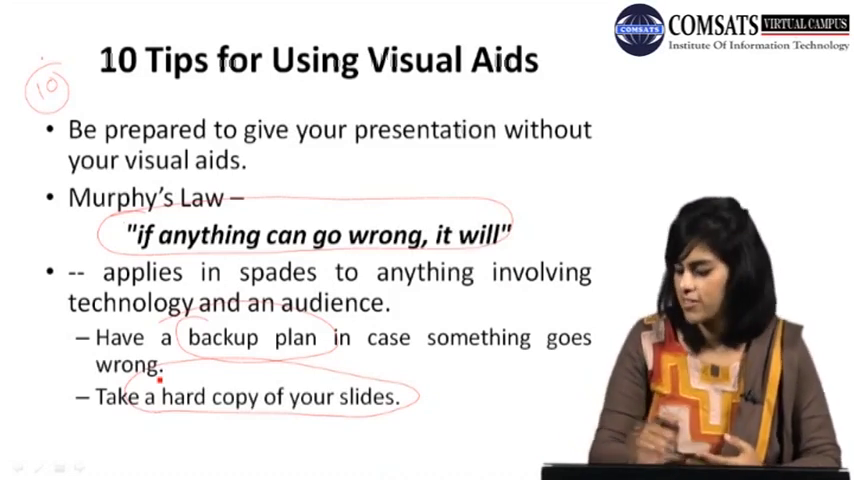 COMSATS VIRTUAL CAMPUS
Institute Of Information Technology
10 Tips for Using Visual Aids
10
• Be prepared to give your presentation without
your visual aids.
• Murphy's Law –
"if anything can go wrong, it will"
• -- applies in spades to anything involving
technology and an audience.
– Have a backup plan in case something goes
wrong.
– Take a hard copy of your slides.